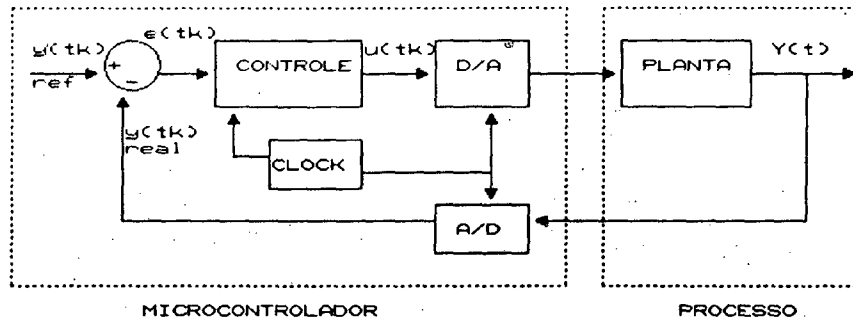 y(tk)
ref
+
-
e(tk)
CONTROLE
u(tk)
D/A
PLANTA
Y(t)
y(tk)
real
CLOCK
A/D
MICROCONTROLADOR
PROCESSO